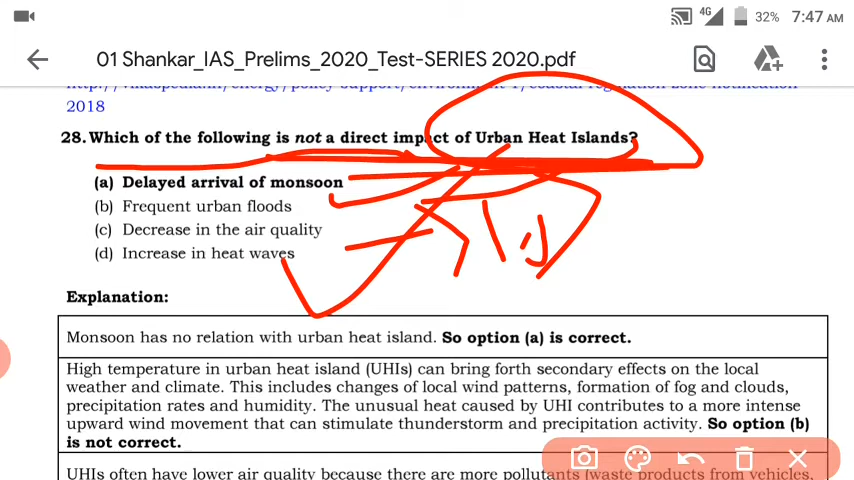 4G 32% 7:47 AM
01 Shankar_IAS_Prelims_2020_Test-SERIES 2020.pdf
2018
28. Which of the following is not a direct impact of Urban Heat Islands?
(a) Delayed arrival of monsoon
(b) Frequent urban floods
(c) Decrease in the air quality
(d) Increase in heat waves
Explanation:
Monsoon has no relation with urban heat island. So option (a) is correct.
High temperature in urban heat island (UHIs) can bring forth secondary effects on the local
weather and climate. This includes changes of local wind patterns, formation of fog and clouds,
precipitation rates and humidity. The unusual heat caused by UHI contributes to a more intense
upward wind movement that can stimulate thunderstorm and precipitation activity. So option (b)
is not correct.
UHIs often have lower air quality because there are more pollutants (waste products from vehicles,